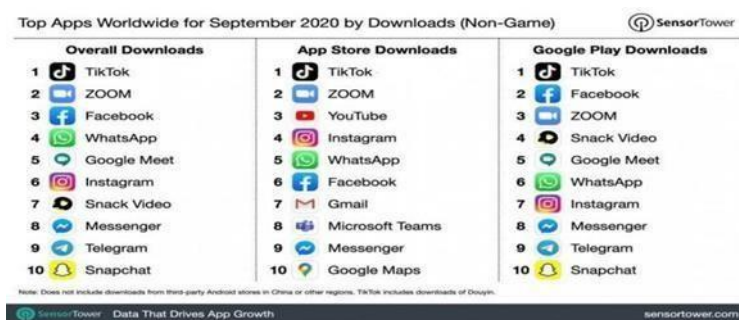 Top Apps Worldwide for September 2020 by Downloads (Non-Game)
SensorTower
Overall Downloads
1 TikTok
2 ZOOM
3 Facebook
4 WhatsApp
5 Google Meet
6 Instagram
7 Snack Video
8 Messenger
9 Telegram
10 Snapchat
App Store Downloads
1 TikTok
2 ZOOM
3 YouTube
4 Instagram
5 WhatsApp
6 Facebook
7 Gmail
8 Microsoft Teams
9 Messenger
10 Google Maps
Google Play Downloads
1 TikTok
2 Facebook
3 ZOOM
4 Snack Video
5 Google Meet
6 WhatsApp
7 Instagram
8 Messenger
9 Telegram
10 Snapchat
Note: Does not include downloads from third-party Android stores in China or other regions. TikTok includes downloads of Douyin.
SensorTower Data That Drives App Growth
sensortower.com